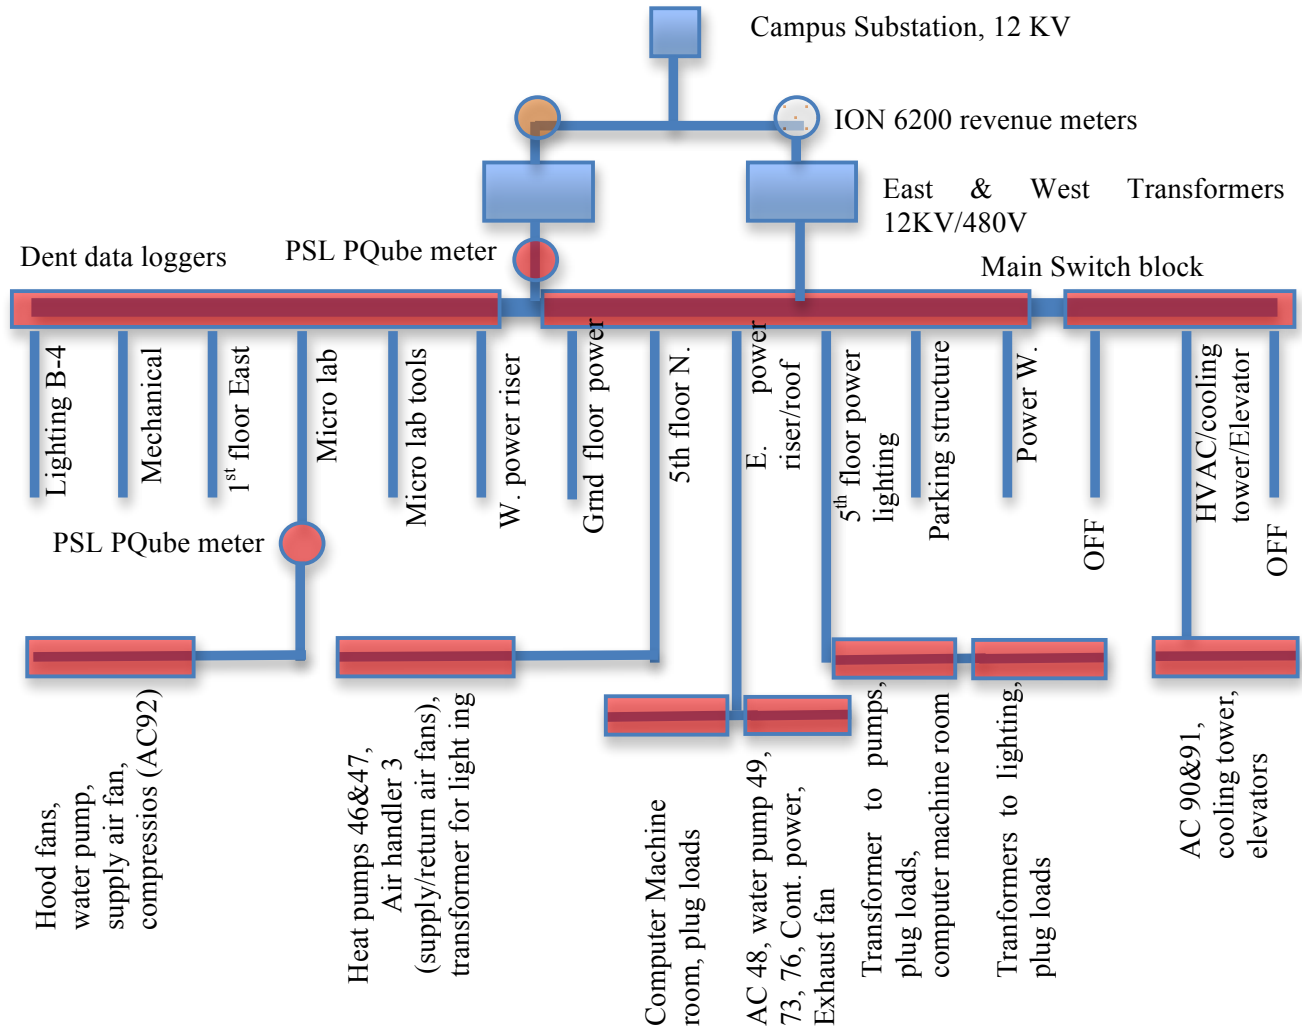 Campus Substation, 12 KV
ION 6200 revenue meters
East & West Transformers
12KV/480V
PSL PQube meter
Dent data loggers
Main Switch block
Lighting B-4
Mechanical
1st floor East
Micro lab
Micro lab tools
W. power riser
Grnd floor power
5th floor N.
E. power
riser/roof
5th floor power
lighting
Parking structure
Power W.
OFF
HVAC/cooling
tower/Elevator
OFF
PSL PQube meter
Hood fans,
water pump,
supply air fan,
compressios (AC92)
Heat pumps 46&47,
Air handler 3
(supply/return air fans),
transformer for light ing
Computer Machine
room, plug loads
AC 48, water pump 49,
73, 76, Cont. power,
Exhaust fan
Transformer to pumps,
plug loads,
computer machine room
Tranformers to lighting,
plug loads
AC 90&91,
cooling tower,
elevators